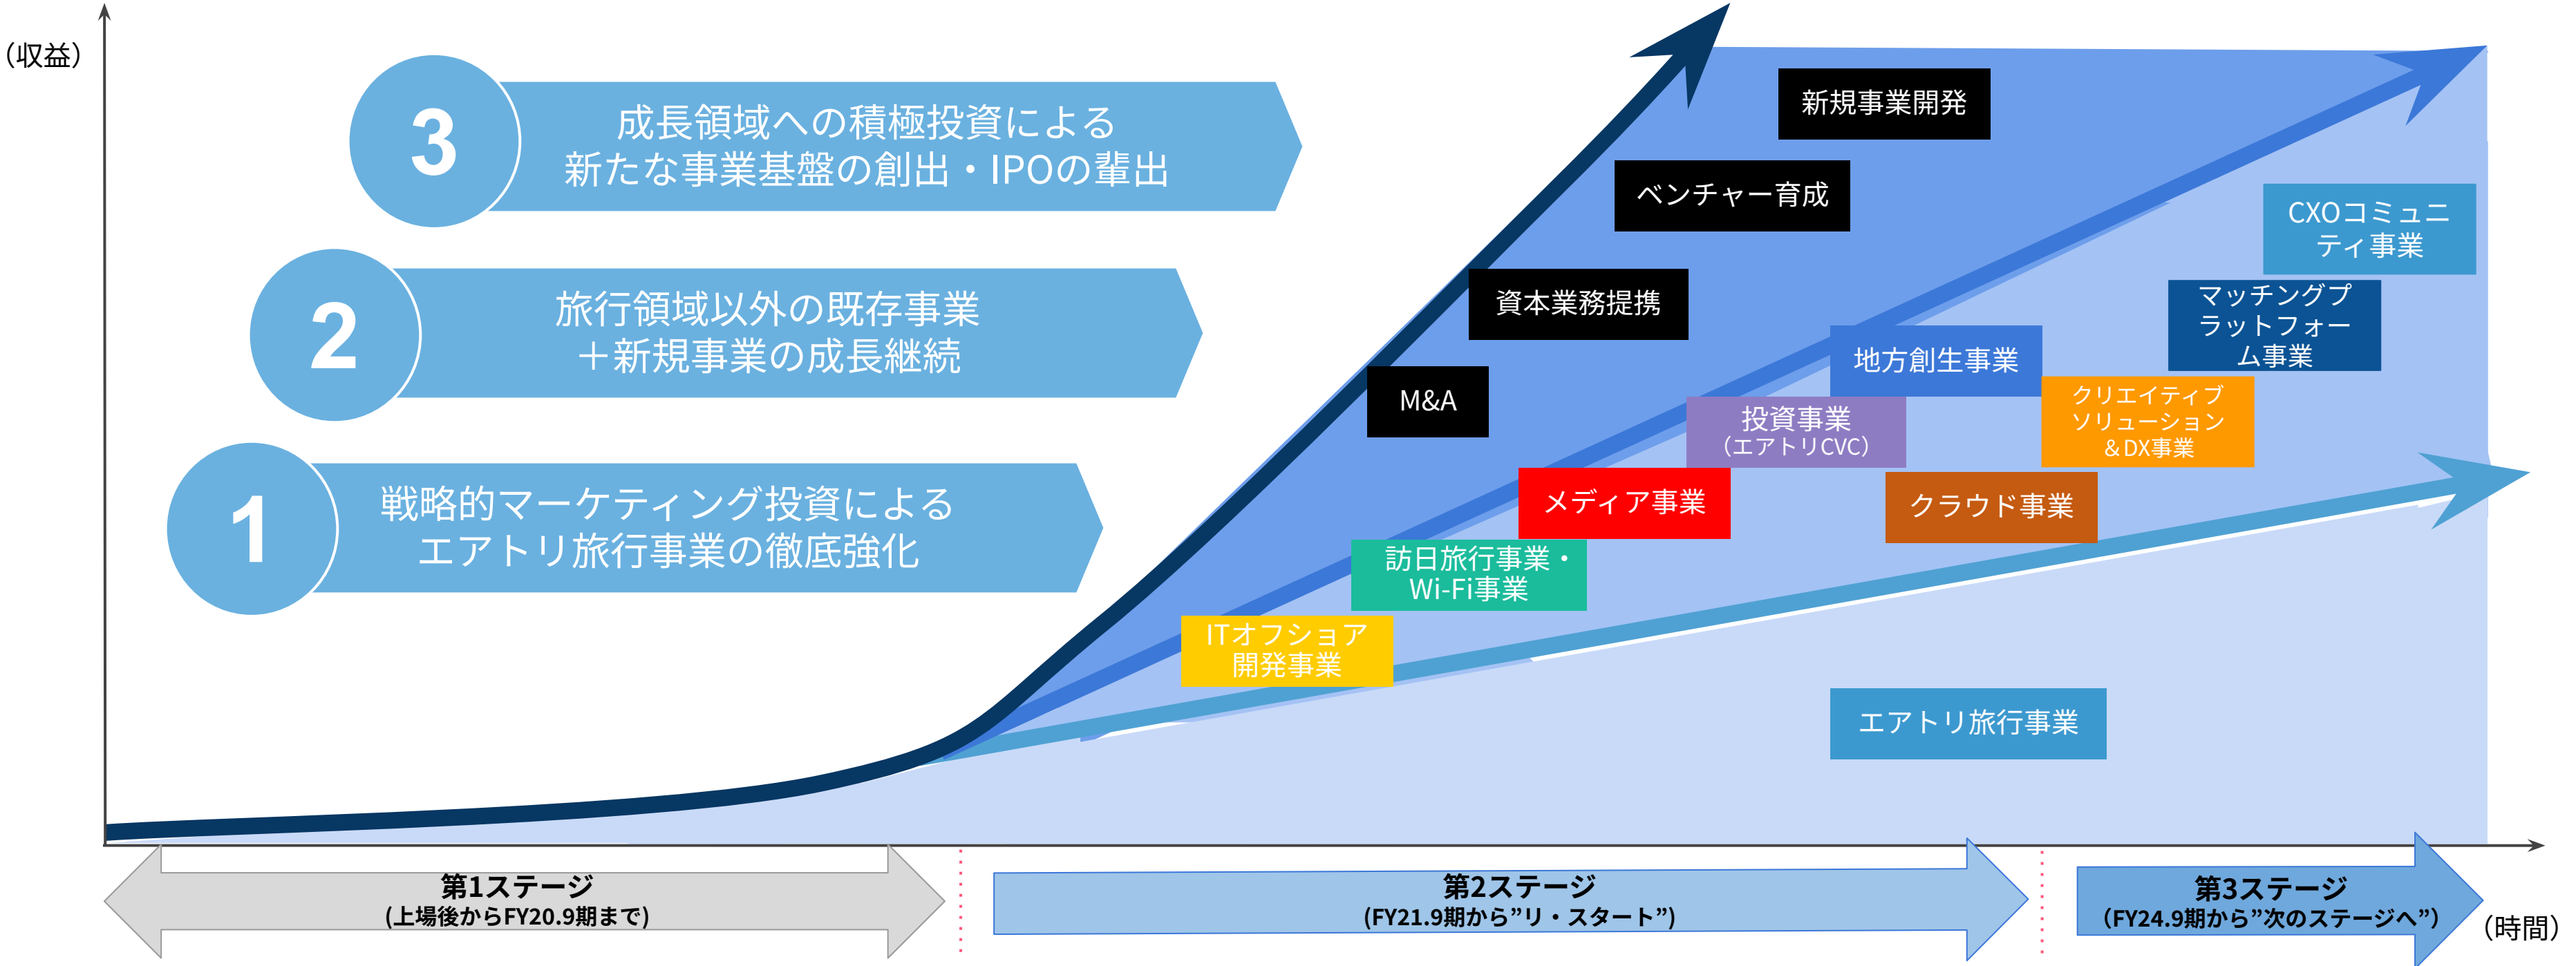 （収益）
3
成長領域への積極投資による
新たな事業基盤の創出・IPOの輩出
2
旅行領域以外の既存事業
＋新規事業の成長継続
1
戦略的マーケティング投資による
エアトリ旅行事業の徹底強化
新規事業開発
ベンチャー育成
資本業務提携
M&A
CXOコミュニ
ティ事業
マッチングプ
ラットフォー
ム事業
地方創生事業
クリエイティブ
ソリューション
＆DX事業
投資事業
（エアトリCVC）
メディア事業
クラウド事業
訪日旅行事業・
Wi-Fi事業
ITオフショア
開発事業
エアトリ旅行事業
第1ステージ
(上場後からFY20.9期まで)
第2ステージ
(FY21.9期から”リ・スタート”)
第3ステージ
（FY24.9期から”次のステージへ”）
（時間）